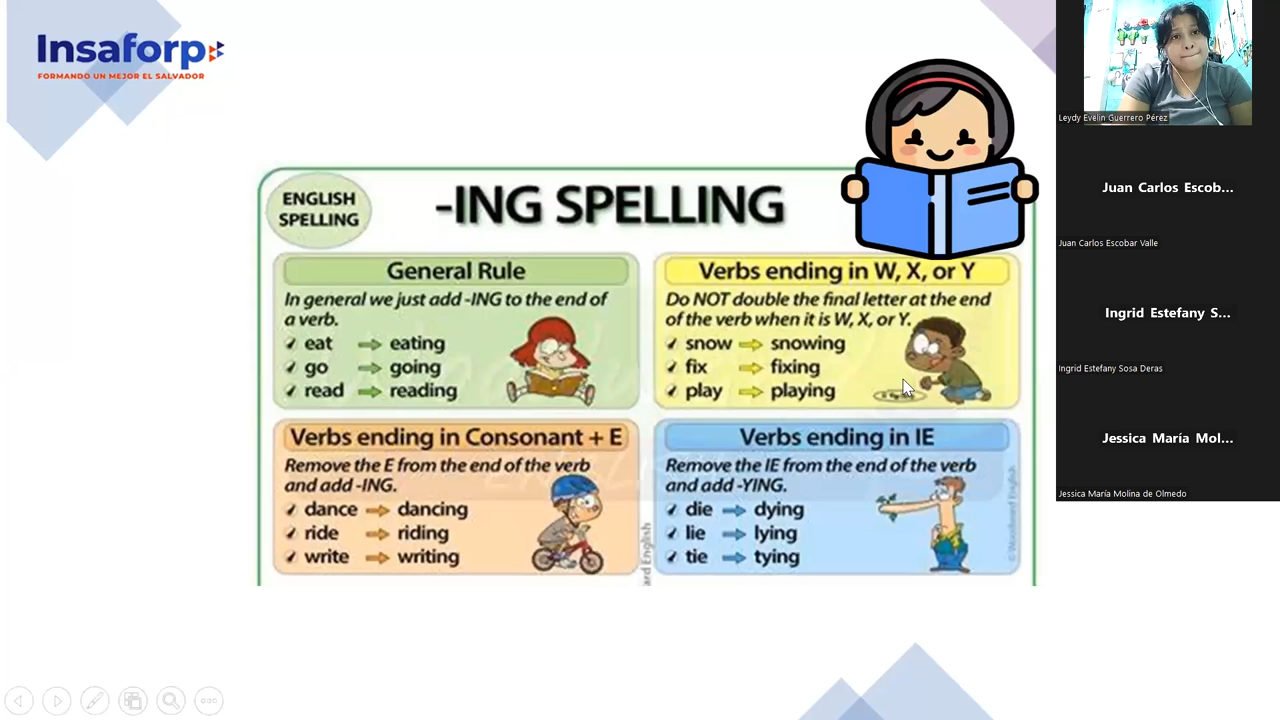 Insaforp
FORMANDO UN MEJOR EL SALVADOR
ENGLISH
SPELLING
-ING SPELLING
General Rule
In general we just add -ING to the end of
a verb.
eat eating
go going
read reading
Verbs ending in W, X, or Y
Do NOT double the final letter at the end
of the verb when it is W, X, or Y.
snow snowing
fix fixing
play playing
Verbs ending in Consonant + E
Remove the E from the end of the verb
and add -ING.
dance dancing
ride riding
write writing
Verbs ending in IE
Remove the IE from the end of the verb
and add -YING.
die dying
lie lying
tie tying
ard English
© Woodward English
Leydy Evelin Guerrero Pérez
Juan Carlos Escob...
Juan Carlos Escobar Valle
Ingrid Estefany S...
Ingrid Estefany Sosa Deras
Jessica María Mol...
Jessica María Molina de Olmedo